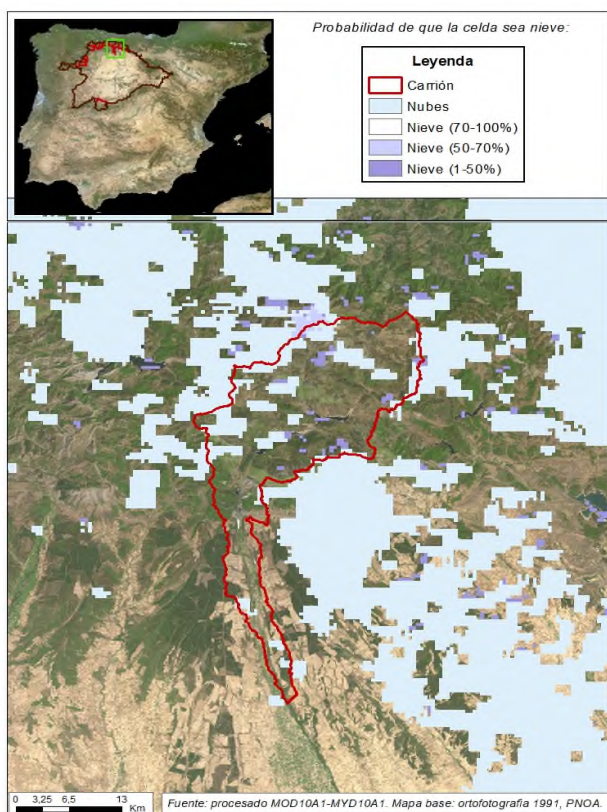 Probabilidad de que la celda sea nieve:
Leyenda
Carrión
Nubes
Nieve (70-100%)
Nieve (50-70%)
Nieve (1-50%)
0 3,25 6,5 13
Km
Fuente: procesado MOD10A1-MYD10A1. Mapa base: ortofotografia 1991, PNOA